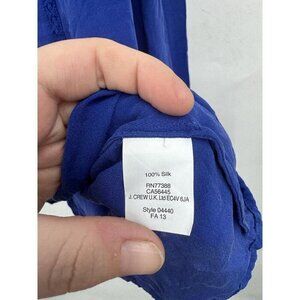 100% Silk
RN77388
CA56445
J. CREW U.K. Ltd EC4V 6JA
Style 04440
FA 13